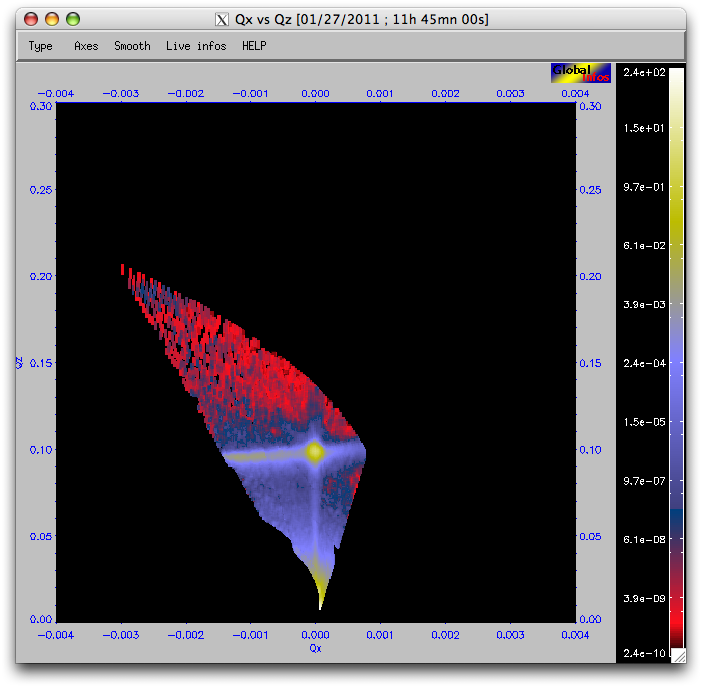 Qx vs Qz [01/27/2011 ; 11h 45mn 00s]
Type Axes Smooth Live infos HELP
Global
Infos
−0.004 −0.003 −0.002 −0.001 0.000 0.001 0.002 0.003 0.004
0.30 0.30
0.25 0.25
0.20 0.20
0.15 0.15
0.10 0.10
0.05 0.05
0.00 0.00
Qz
−0.004 −0.003 −0.002 −0.001 0.000 0.001 0.002 0.003 0.004
Qx
2.4e+02
1.5e+01
9.7e−01
6.1e−02
3.9e−03
2.4e−04
1.5e−05
9.7e−07
6.1e−08
3.9e−09
2.4e−10